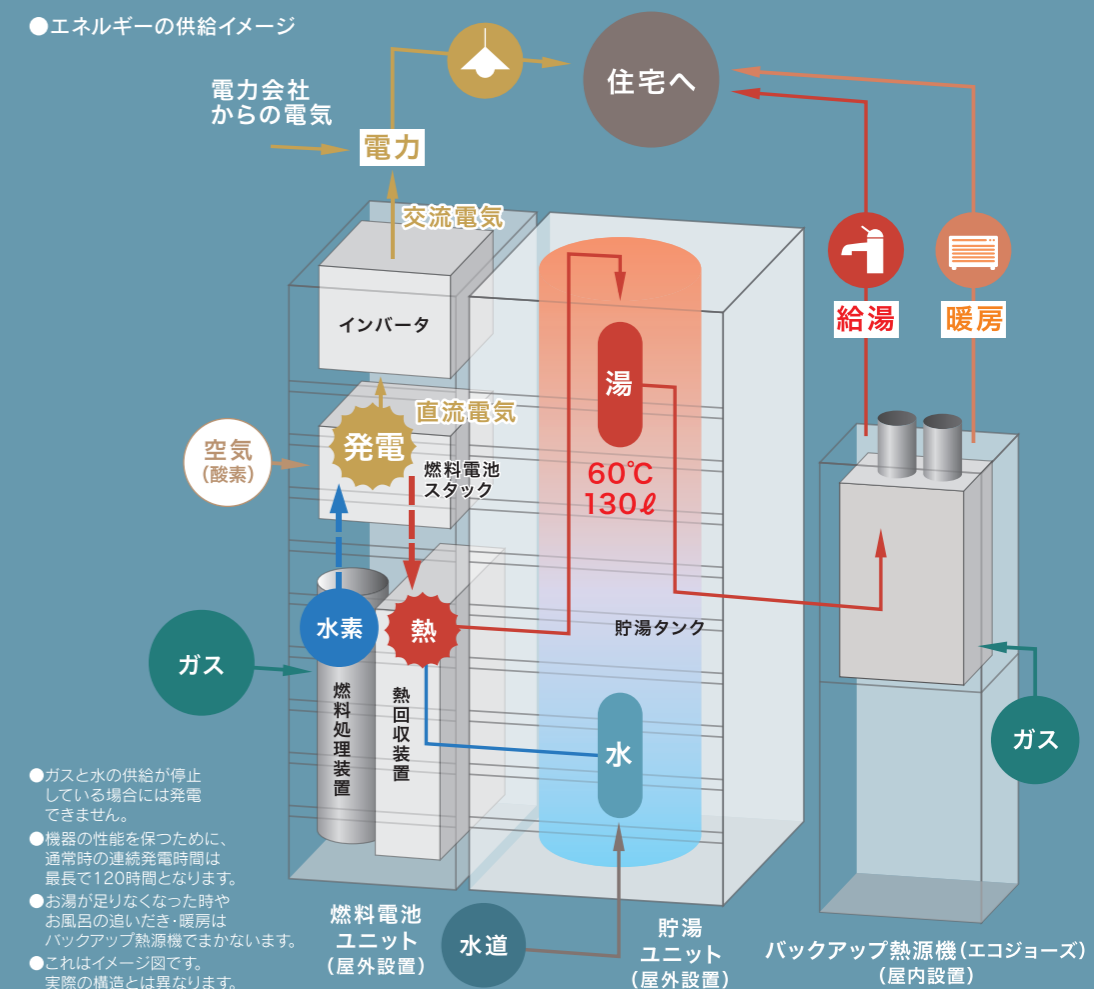 ●エネルギーの供給イメージ
住宅へ
電力会社
からの電気
電力
交流電気
インバータ
給湯
暖房
直流電気
発電
燃料電池
スタック
空気
(酸素)
湯
60℃
130ℓ
水素
熱
貯湯タンク
ガス
燃料処理装置
熱回収装置
水
ガス
●ガスと水の供給が停止
している場合には発電
できません。
●機器の性能を保つために、
通常時の連続発電時間は
最長で120時間となります。
●お湯が足りなくなった時や
お風呂の追いだき・暖房は
バックアップ熱源機でまかないます。
●これはイメージ図です。
実際の構造とは異なります。
燃料電池
ユニット
(屋外設置)
水道
貯湯
ユニット
(屋外設置)
バックアップ熱源機(エコジョーズ)
(屋内設置)